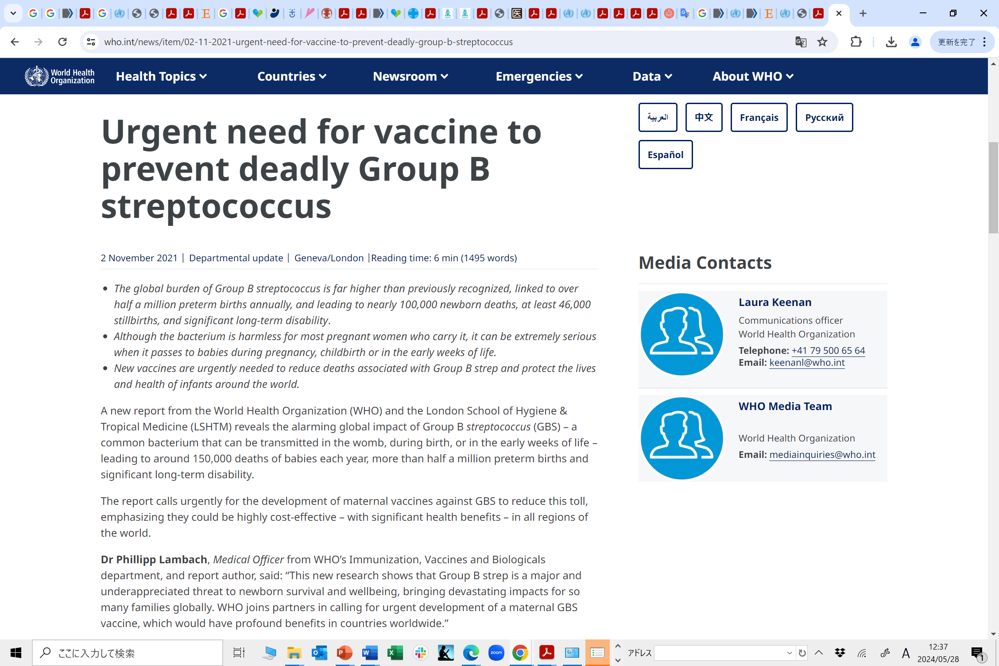 who.int/news/item/02-11-2021-urgent-need-for-vaccine-to-prevent-deadly-group-b-streptococcus
更新を完了
World Health
Organization
Health Topics
Countries
Newsroom
Emergencies
Data
About WHO
العربية
中文
Français
Русский
Español
Urgent need for vaccine to
prevent deadly Group B
streptococcus
2 November 2021 | Departmental update | Geneva/London |Reading time: 6 min (1495 words)
• The global burden of Group B streptococcus is far higher than previously recognized, linked to over
half a million preterm births annually, and leading to nearly 100,000 newborn deaths, at least 46,000
stillbirths, and significant long-term disability.
• Although the bacterium is harmless for most pregnant women who carry it, it can be extremely serious
when it passes to babies during pregnancy, childbirth or in the early weeks of life.
• New vaccines are urgently needed to reduce deaths associated with Group B strep and protect the lives
and health of infants around the world.
A new report from the World Health Organization (WHO) and the London School of Hygiene &
Tropical Medicine (LSHTM) reveals the alarming global impact of Group B streptococcus (GBS) – a
common bacterium that can be transmitted in the womb, during birth, or in the early weeks of life –
leading to around 150,000 deaths of babies each year, more than half a million preterm births and
significant long-term disability.
The report calls urgently for the development of maternal vaccines against GBS to reduce this toll,
emphasizing they could be highly cost-effective – with significant health benefits – in all regions of
the world.
Dr Phillipp Lambach, Medical Officer from WHO’s Immunization, Vaccines and Biologicals
department, and report author, said: “This new research shows that Group B strep is a major and
underappreciated threat to newborn survival and wellbeing, bringing devastating impacts for so
many families globally. WHO joins partners in calling for urgent development of a maternal GBS
vaccine, which would have profound benefits in countries worldwide.”
Media Contacts
Laura Keenan
Communications officer
World Health Organization
Telephone: +41 79 500 65 64
Email: keenanl@who.int
WHO Media Team
World Health Organization
Email: mediainquiries@who.int
ここに入力して検索
zoom
アドレス
A
12:37
2024/05/28
1